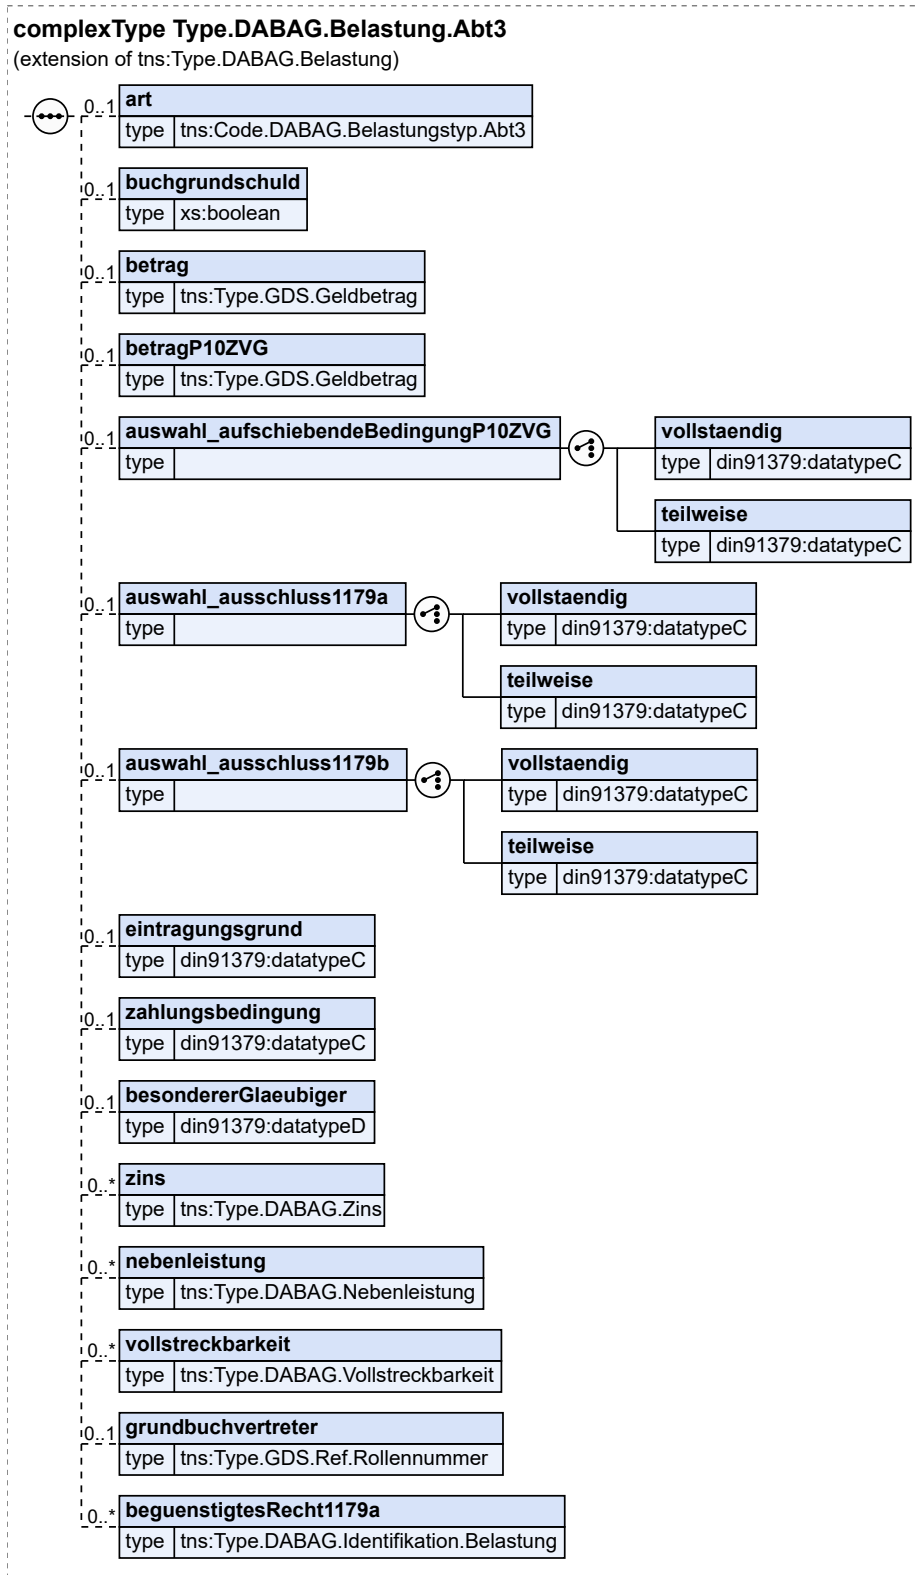 complexType Type.DABAG.Belastung.Abt3
(extension of tns:Type.DABAG.Belastung)
0..1 art
type tns:Code.DABAG.Belastungstyp.Abt3
0..1 buchgrundschuld
type xs:boolean
0..1 betrag
type tns:Type.GDS.Geldbetrag
0..1 betragP10ZVG
type tns:Type.GDS.Geldbetrag
0..1 auswahl_aufschiebendeBedingungP10ZVG
type
vollstaendig
type din91379:datatypeC
teilweise
type din91379:datatypeC
0..1 auswahl_ausschluss1179a
type
vollstaendig
type din91379:datatypeC
teilweise
type din91379:datatypeC
0..1 auswahl_ausschluss1179b
type
vollstaendig
type din91379:datatypeC
teilweise
type din91379:datatypeC
0..1 eintragungsgrund
type din91379:datatypeC
0..1 zahlungsbedingung
type din91379:datatypeC
0..1 besondererGlaeubiger
type din91379:datatypeD
0..* zins
type tns:Type.DABAG.Zins
0..* nebenleistung
type tns:Type.DABAG.Nebenleistung
0..* vollstreckbarkeit
type tns:Type.DABAG.Vollstreckbarkeit
0..1 grundbuchvertreter
type tns:Type.GDS.Ref.Rollennummer
0..* beguenstigtesRecht1179a
type tns:Type.DABAG.Identifikation.Belastung